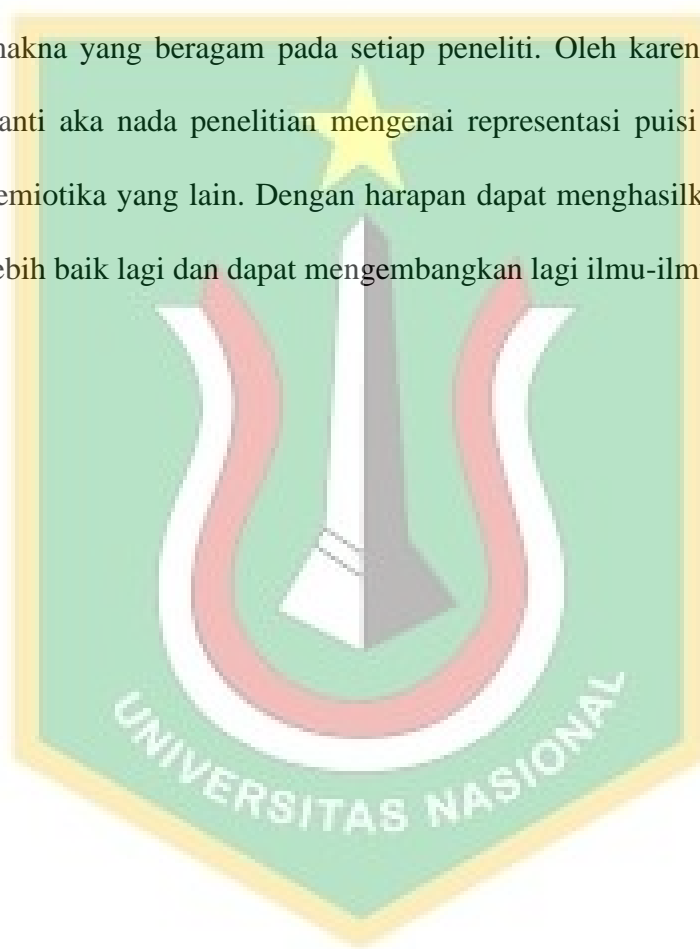 nakna yang beragam pada setiap peneliti. Oleh karen
anti aka nada penelitian mengenai representasi puisi
emiotika yang lain. Dengan harapan dapat menghasilk
ebih baik lagi dan dapat mengembangkan lagi ilmu-ilm
UNIVERSITAS NASIONAL